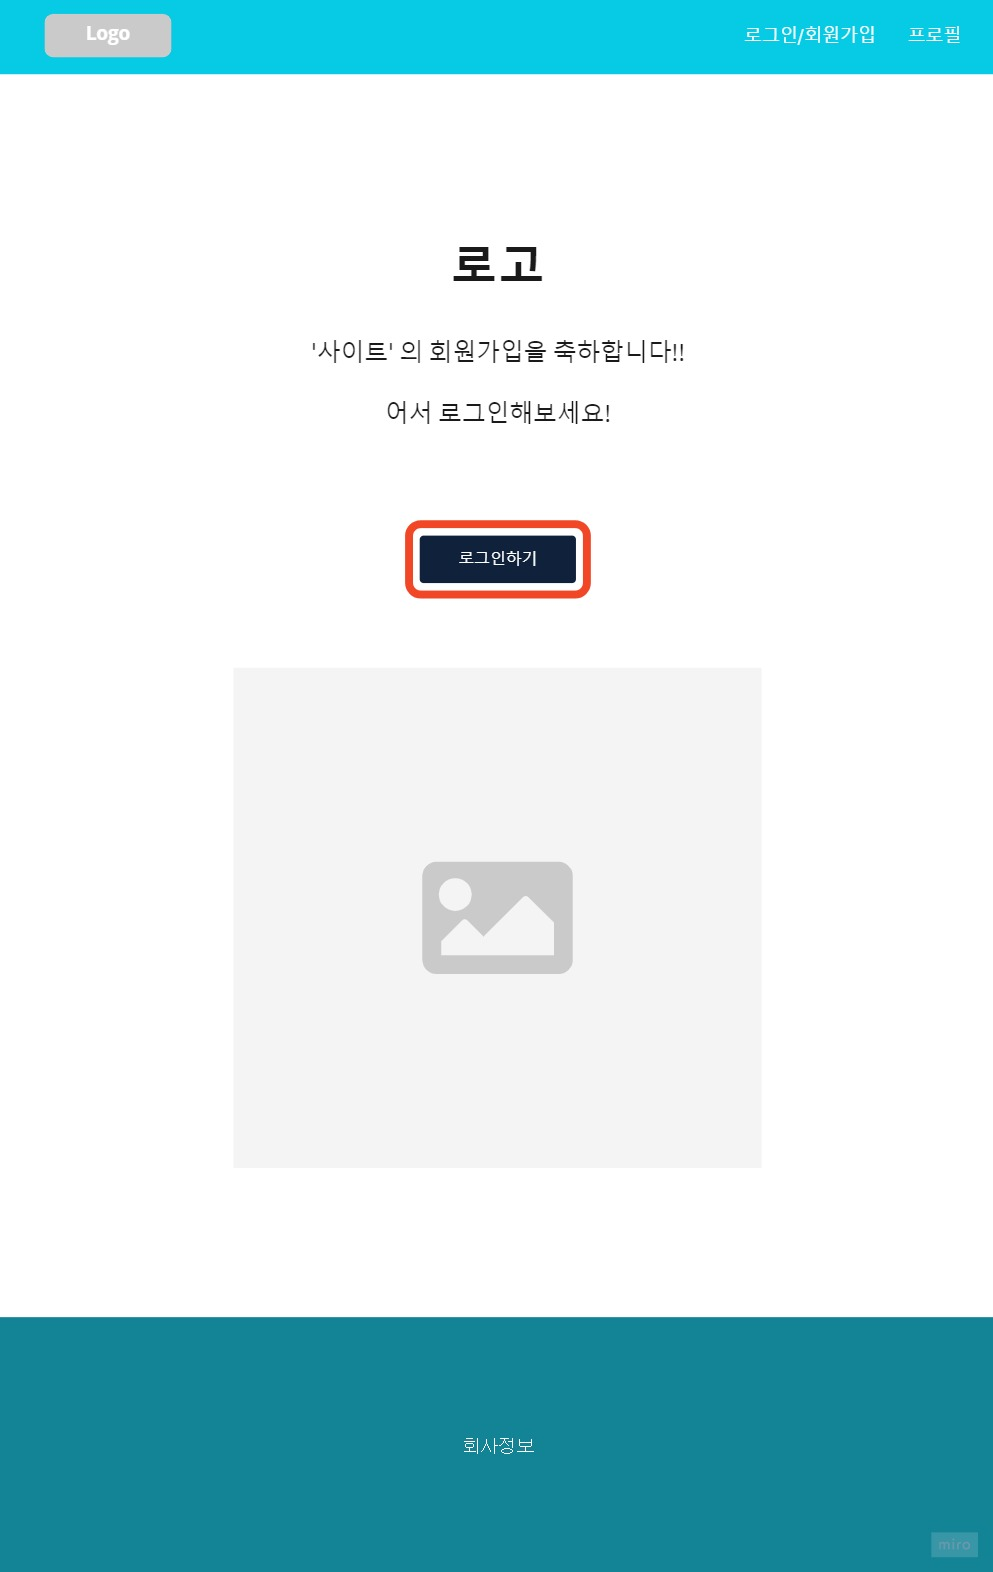 Logo
로그인/회원가입 프로필
로고
'사이트' 의 회원가입을 축하합니다!!
어서 로그인해보세요!
로그인하기
회사정보
miro